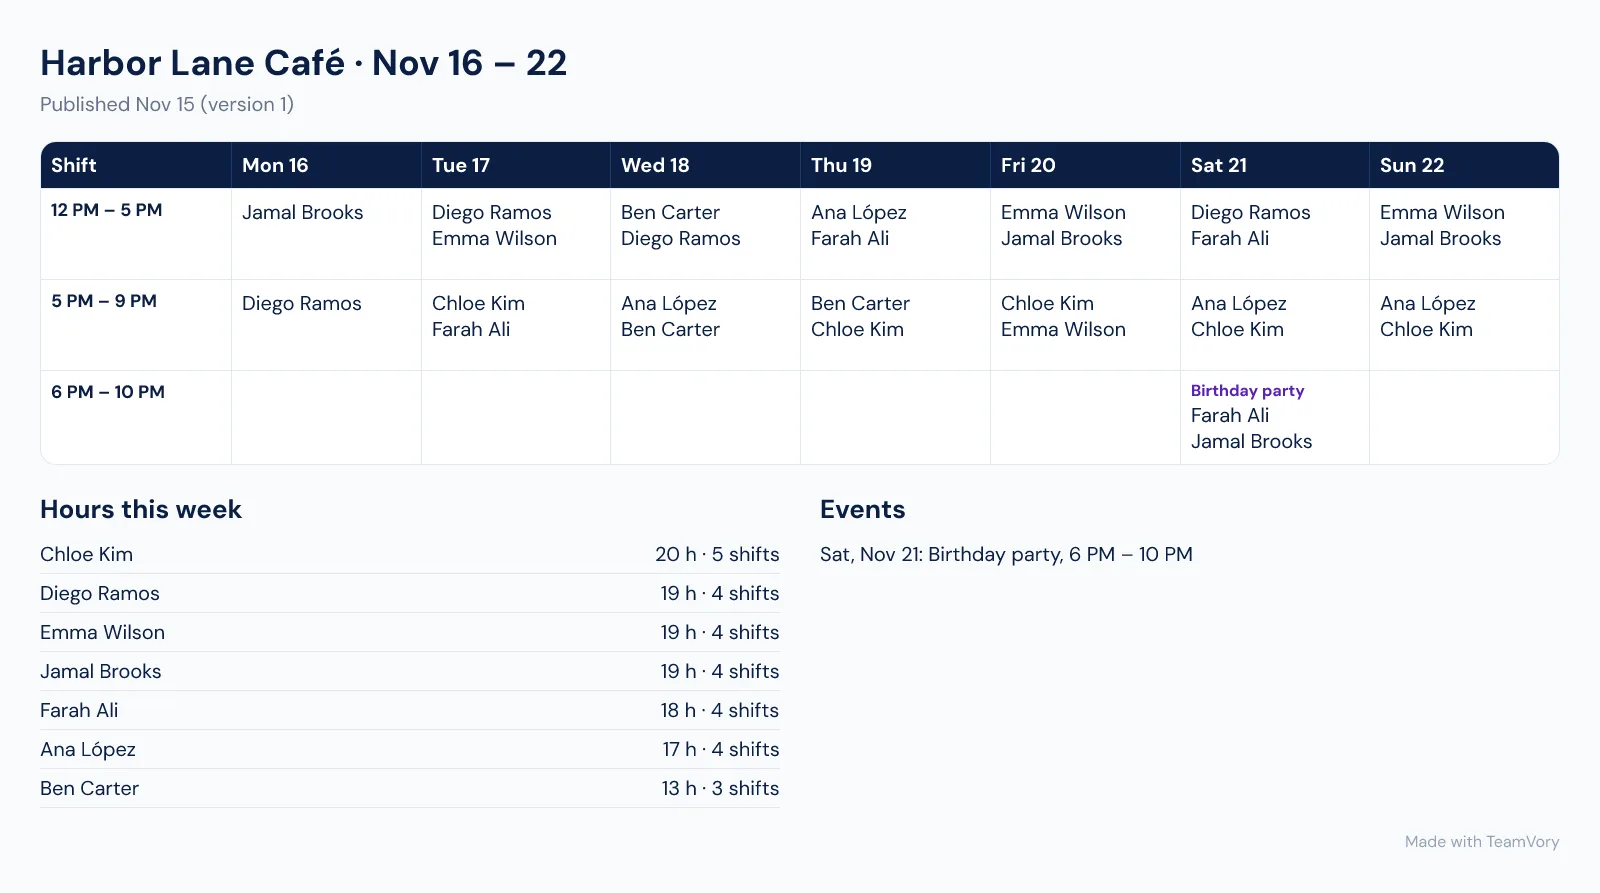 Harbor Lane Café · Nov 16 – 22
Published Nov 15 (version 1)
Shift Mon 16 Tue 17 Wed 18 Thu 19 Fri 20 Sat 21 Sun 22
12 PM – 5 PM Jamal Brooks Diego Ramos Ben Carter Ana López Emma Wilson Diego Ramos Emma Wilson
Emma Wilson Diego Ramos Farah Ali Jamal Brooks Farah Ali Jamal Brooks
5 PM – 9 PM Diego Ramos Chloe Kim Ana López Ben Carter Chloe Kim Ana López Ana López
Farah Ali Ben Carter Chloe Kim Emma Wilson Chloe Kim Chloe Kim
6 PM – 10 PM Birthday party
Farah Ali
Jamal Brooks
Hours this week
Chloe Kim 20 h · 5 shifts
Diego Ramos 19 h · 4 shifts
Emma Wilson 19 h · 4 shifts
Jamal Brooks 19 h · 4 shifts
Farah Ali 18 h · 4 shifts
Ana López 17 h · 4 shifts
Ben Carter 13 h · 3 shifts
Events
Sat, Nov 21: Birthday party, 6 PM – 10 PM
Made with TeamVory